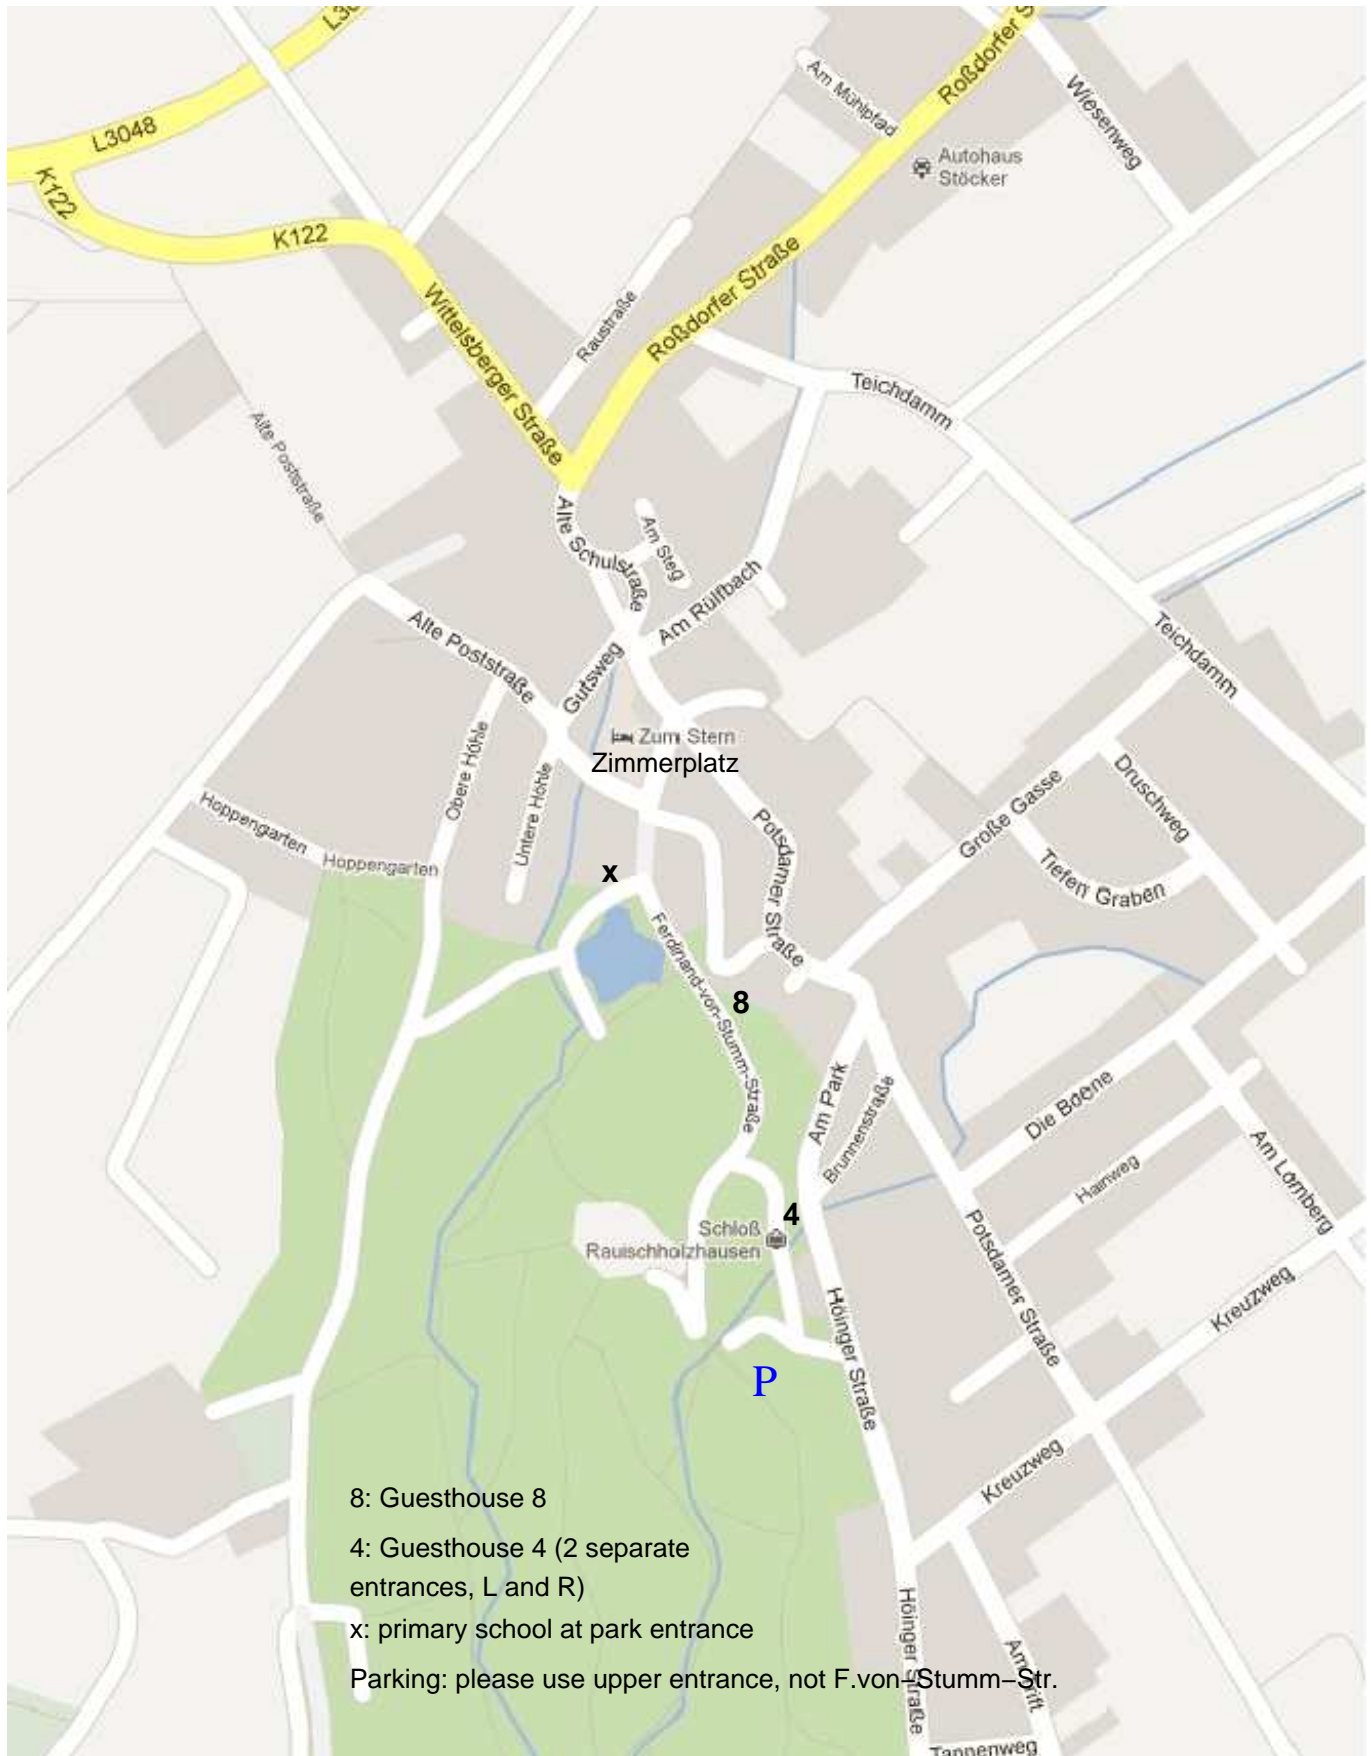 L30
Roßdorfer S
L3048
Am Mühlpfad
Wiesenweg
Autohaus
Stöcker
K122
K122
Roßdorfer Straße
Raustraße
Wittelsberger Straße
Teichdamm
Alte Poststraße
Alte Schulstraße
Am Steg
Am Rülfbach
Teichdamm
Alte Poststraße
Gutsweg
Zum Stern
Zimmerplatz
Obere Höhle
Untere Höhle
Druschweg
Große Gasse
Hoppengarten
Hoppengarten
Potsdamer Straße
Tiefen Graben
x
Ferdinand-von-Stumm-Straße
8
Am Park
Brunnenstraße
Die Boene
Hainweg
Am Lomberg
4
Schloß
Rauischholzhausen
Potsdamer Straße
Kreuzweg
Höinger Straße
P
Kreuzweg
8: Guesthouse 8
4: Guesthouse 4 (2 separate
entrances, L and R)
x: primary school at park entrance
Parking: please use upper entrance, not F.von−Stumm−Str.
Höinger Straße
Tannenweg